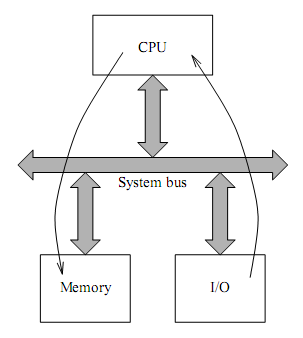 CPU
System bus
Memory
I/O